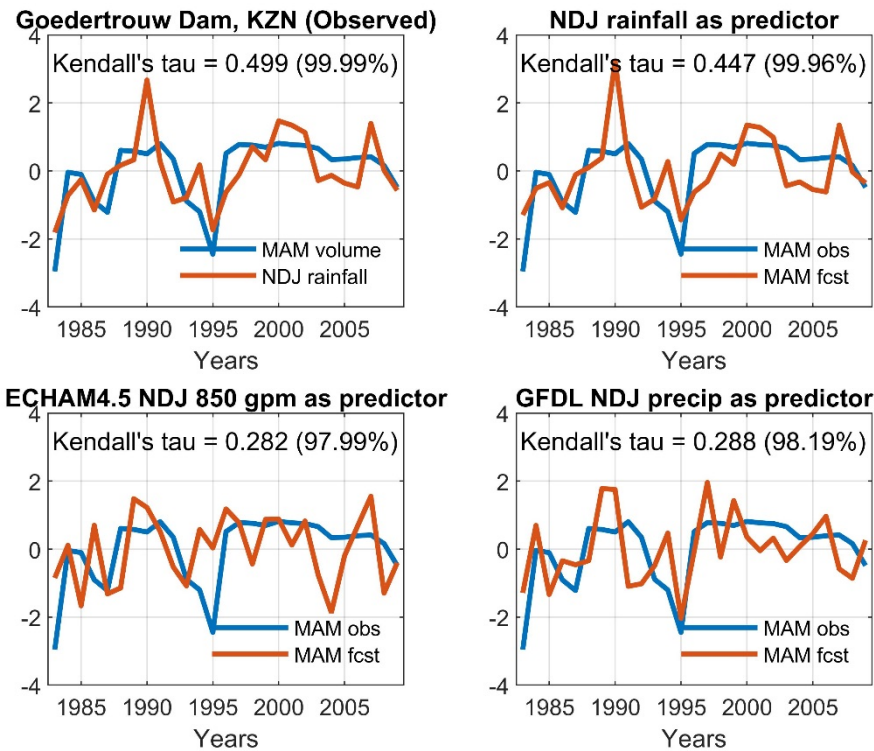 Goedertrouw Dam, KZN (Observed)
Kendall's tau = 0.499 (99.99%)
4
2
0
-2
-4
MAM volume
NDJ rainfall
1985
1990
1995
2000
2005
Years
NDJ rainfall as predictor
Kendall's tau = 0.447 (99.96%)
4
2
0
-2
-4
MAM obs
MAM fcst
1985
1990
1995
2000
2005
Years
ECHAM4.5 NDJ 850 gpm as predictor
Kendall's tau = 0.282 (97.99%)
4
2
0
-2
-4
MAM obs
MAM fcst
1985
1990
1995
2000
2005
Years
GFDL NDJ precip as predictor
Kendall's tau = 0.288 (98.19%)
4
2
0
-2
-4
MAM obs
MAM fcst
1985
1990
1995
2000
2005
Years